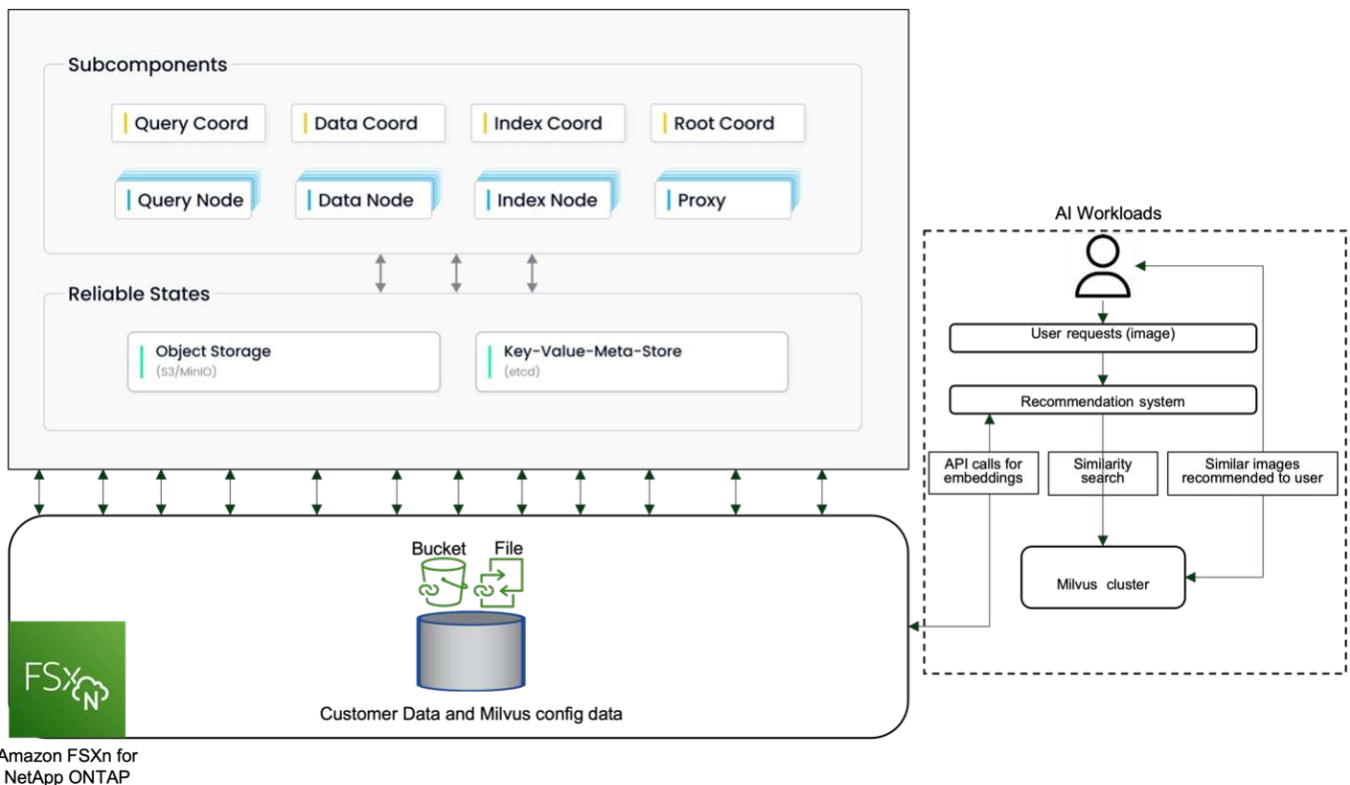 Subcomponents
Query Coord
Data Coord
Index Coord
Root Coord
Query Node
Data Node
Index Node
Proxy
Reliable States
Object Storage
(S3/MinIO)
Key-Value-Meta-Store
(etcd)
Bucket
File
Customer Data and Milvus config data
FSx
N
Amazon FSXn for
NetApp ONTAP
AI Workloads
User requests (image)
Recommendation system
API calls for
embeddings
Similarity
search
Similar images
recommended to user
Milvus cluster